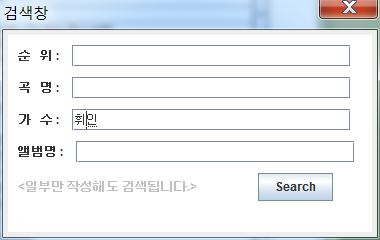 검색창
순 위 :
곡 명 :
가 수 : 휘인
앨범명 :
<일부만 작성해도 검색됩니다.>
Search